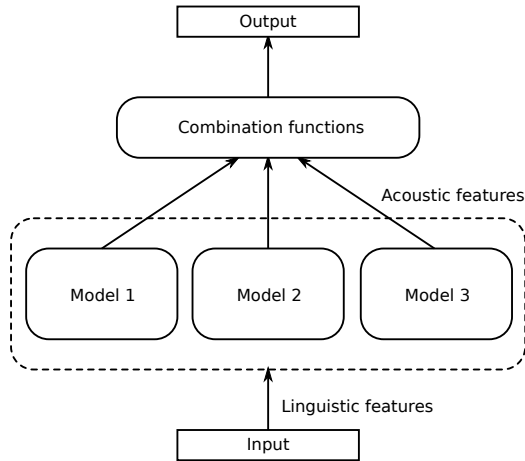 Output
Combination functions
Acoustic features
Model 1
Model 2
Model 3
Linguistic features
Input